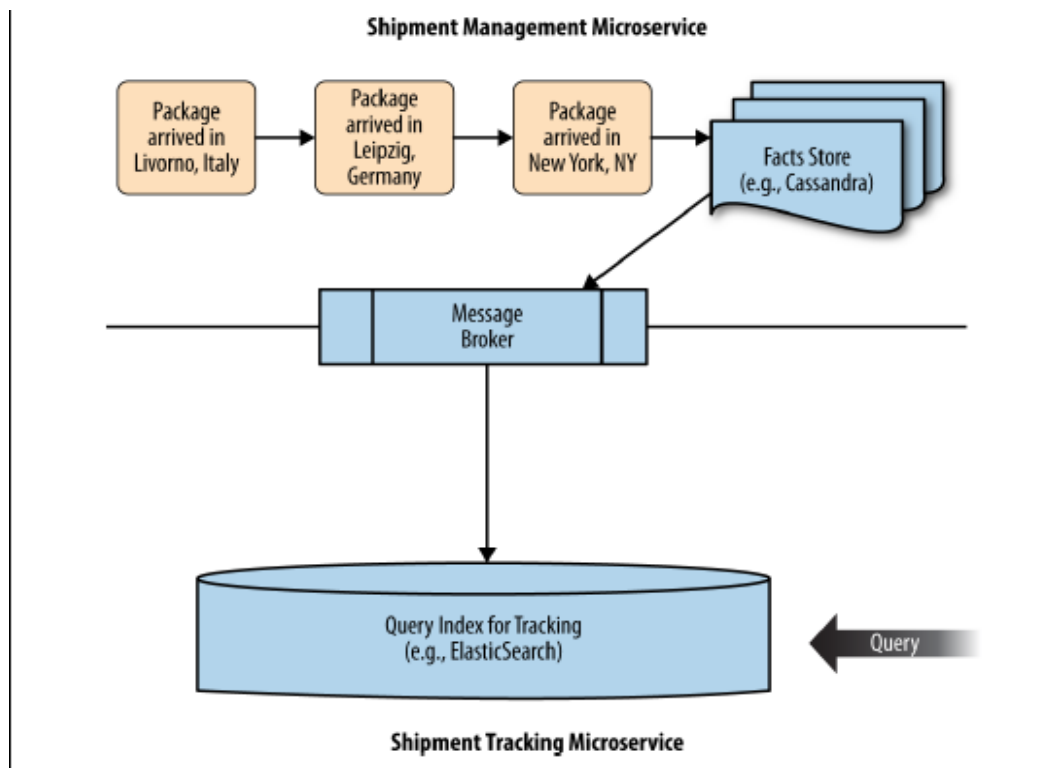 Shipment Management Microservice
Package
arrived in
Livorno, Italy
Package
arrived in
Leipzig,
Germany
Package
arrived in
New York, NY
Facts Store
(e.g., Cassandra)
Message
Broker
Query Index for Tracking
(e.g., ElasticSearch)
Query
Shipment Tracking Microservice